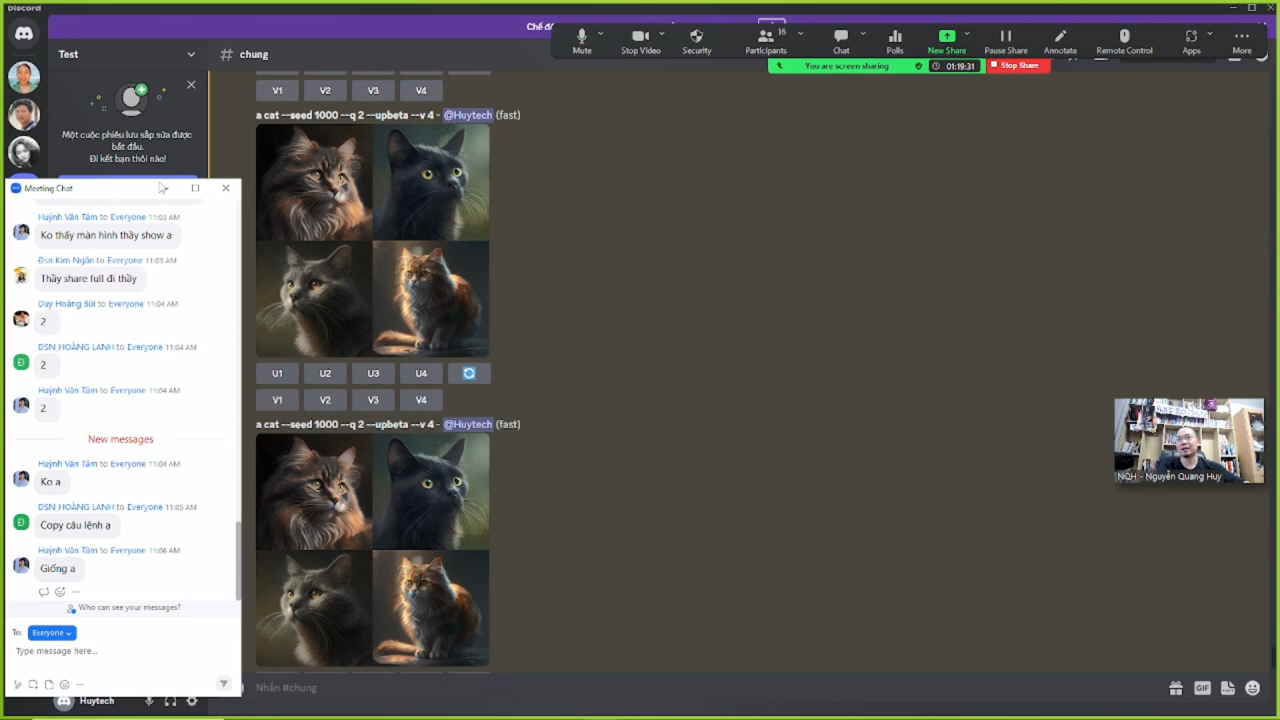 Discord
Chế đ
Test
# chung
Mute
Stop Video
Security
16
Participants
Chat
Polls
New Share
Pause Share
Annotate
Remote Control
Apps
More
You are screen sharing
01:19:31
Stop Share
Một cuộc phiêu lưu sắp sửa được
bắt đầu.
Đi kết bạn thôi nào!
V1 V2 V3 V4
a cat --seed 1000 --q 2 --upbeta --v 4 - @Huytech (fast)
U1 U2 U3 U4
V1 V2 V3 V4
a cat --seed 1000 --q 2 --upbeta --v 4 - @Huytech (fast)
Meeting Chat
Huỳnh Văn Tâm to Everyone 11:03 AM
Ko thấy màn hình thầy show a
Đsn Kim Ngân to Everyone 11:03 AM
Thầy share full đi thầy
Duy Hoàng Bùi to Everyone 11:04 AM
2
ĐSN_HOÀNG LANH to Everyone 11:04 AM
Đ
2
Huỳnh Văn Tâm to Everyone 11:04 AM
2
New messages
Huỳnh Văn Tâm to Everyone 11:04 AM
Ko a
ĐSN_HOÀNG LANH to Everyone 11:05 AM
Đ
Copy câu lệnh a
Huỳnh Văn Tâm to Everyone 11:06 AM
Giống a
Who can see your messages?
To: Everyone
Type message here...
Huytech
Nhắn #chung
GIF
NQH - Nguyễn Quang Huy